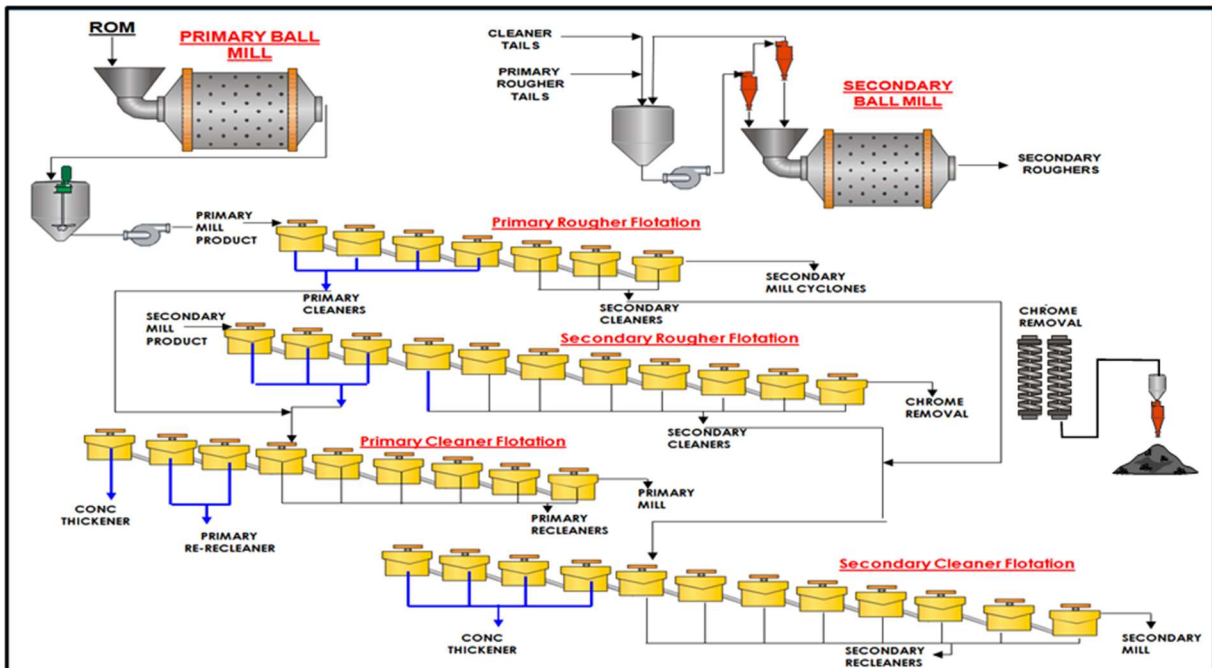 ROM
PRIMARY BALL
MILL
CLEANER
TAILS
PRIMARY
ROUGHER
TAILS
SECONDARY
BALL MILL
SECONDARY
ROUGHERS
PRIMARY
MILL
PRODUCT
Primary Rougher Flotation
SECONDARY
MILL CYCLONES
PRIMARY
CLEANERS
SECONDARY
CLEANERS
CHROME
REMOVAL
SECONDARY
MILL
PRODUCT
Secondary Rougher Flotation
CHROME
REMOVAL
SECONDARY
CLEANERS
Primary Cleaner Flotation
PRIMARY
MILL
CONC
THICKENER
PRIMARY
RE-RECLEANER
PRIMARY
RECLEANERS
Secondary Cleaner Flotation
CONC
THICKENER
SECONDARY
RECLEANERS
SECONDARY
MILL